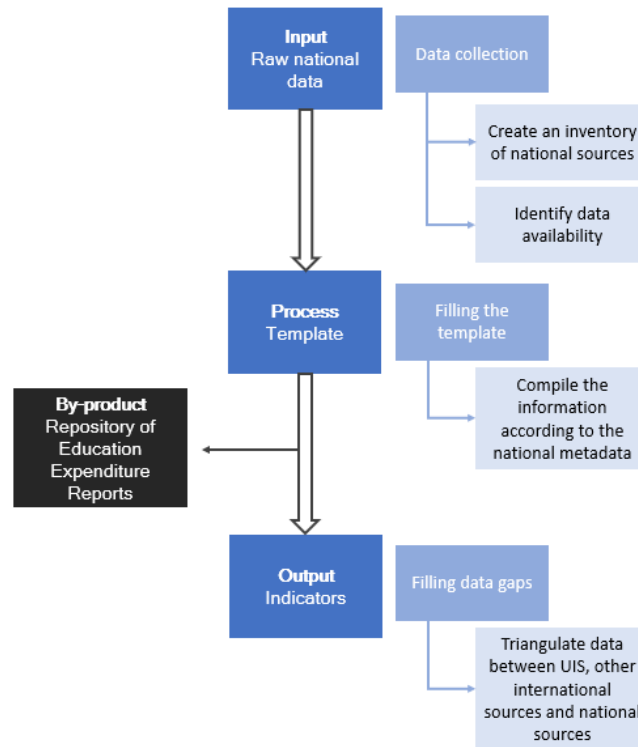 Input
Raw national
data
Data collection
Create an inventory
of national sources
Identify data
availability
Process
Template
Filling the
template
Compile the
information
according to the
national metadata
By-product
Repository of
Education
Expenditure
Reports
Output
Indicators
Filling data gaps
Triangulate data
between UIS, other
international
sources and national
sources